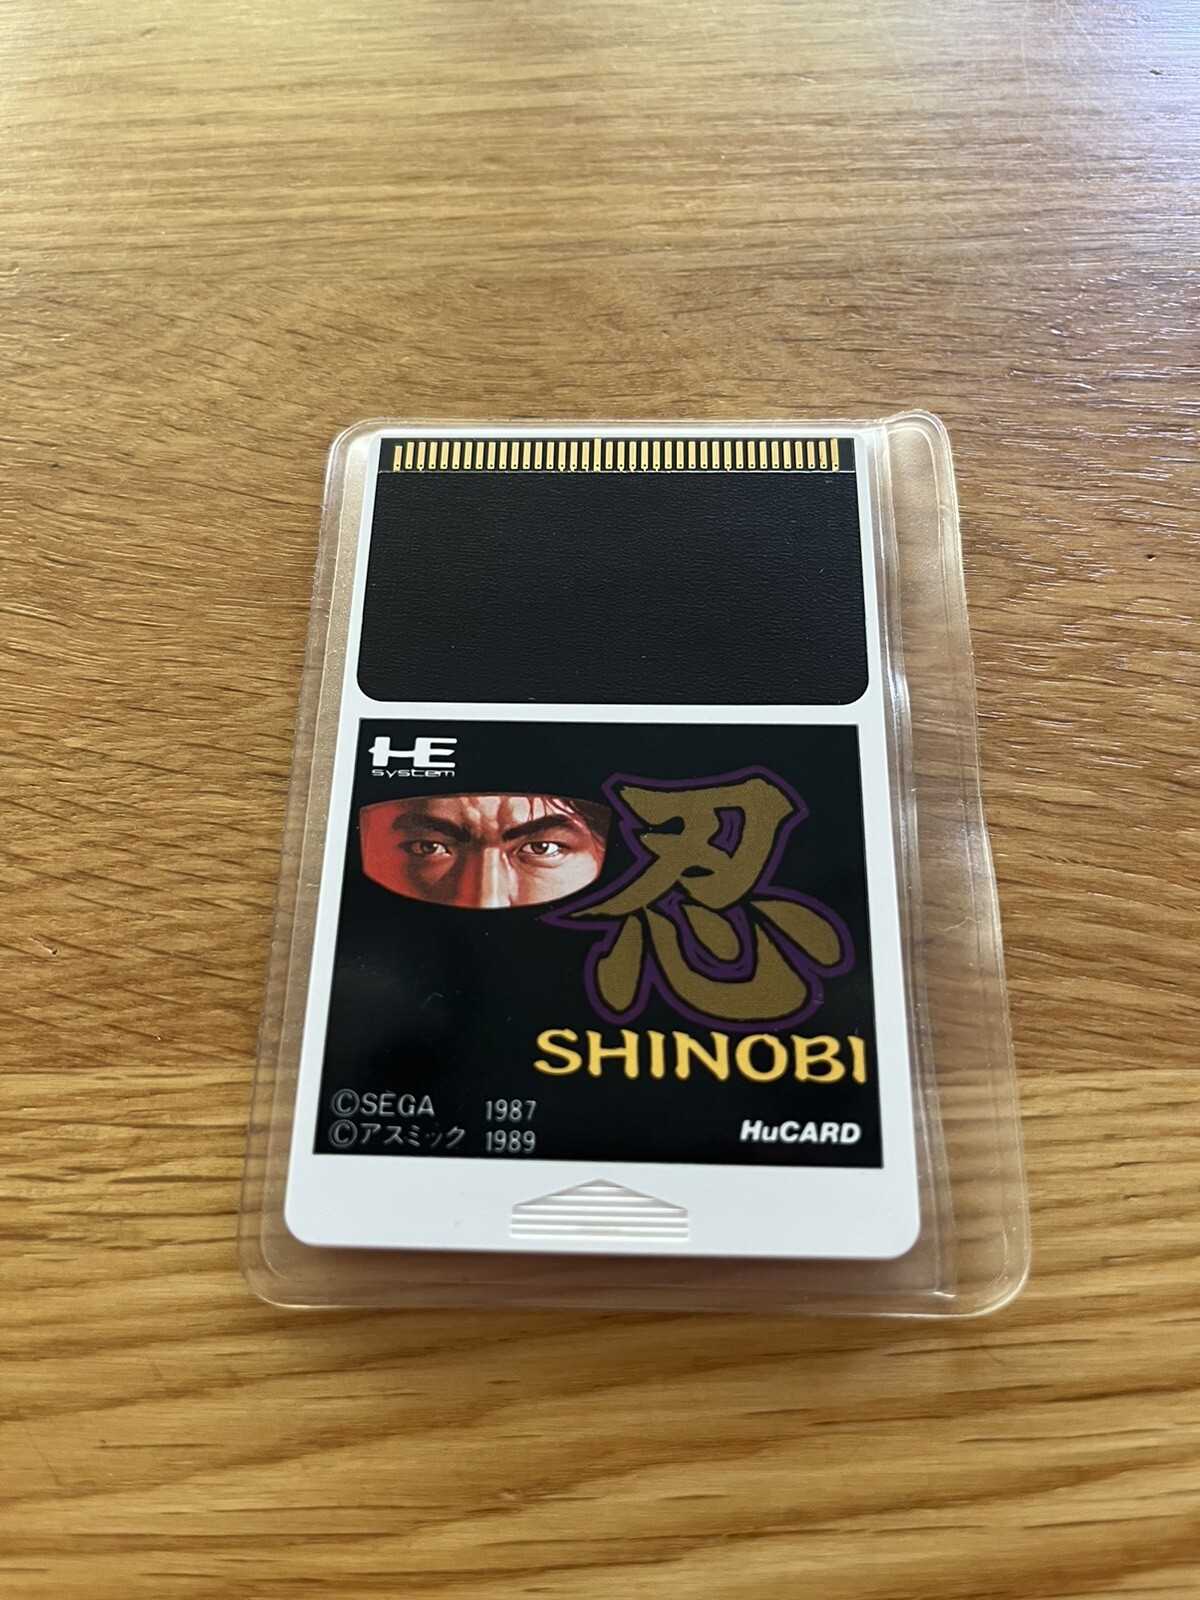 HE
system
忍
SHINOBI
©SEGA 1987
©アスミック 1989
HuCARD